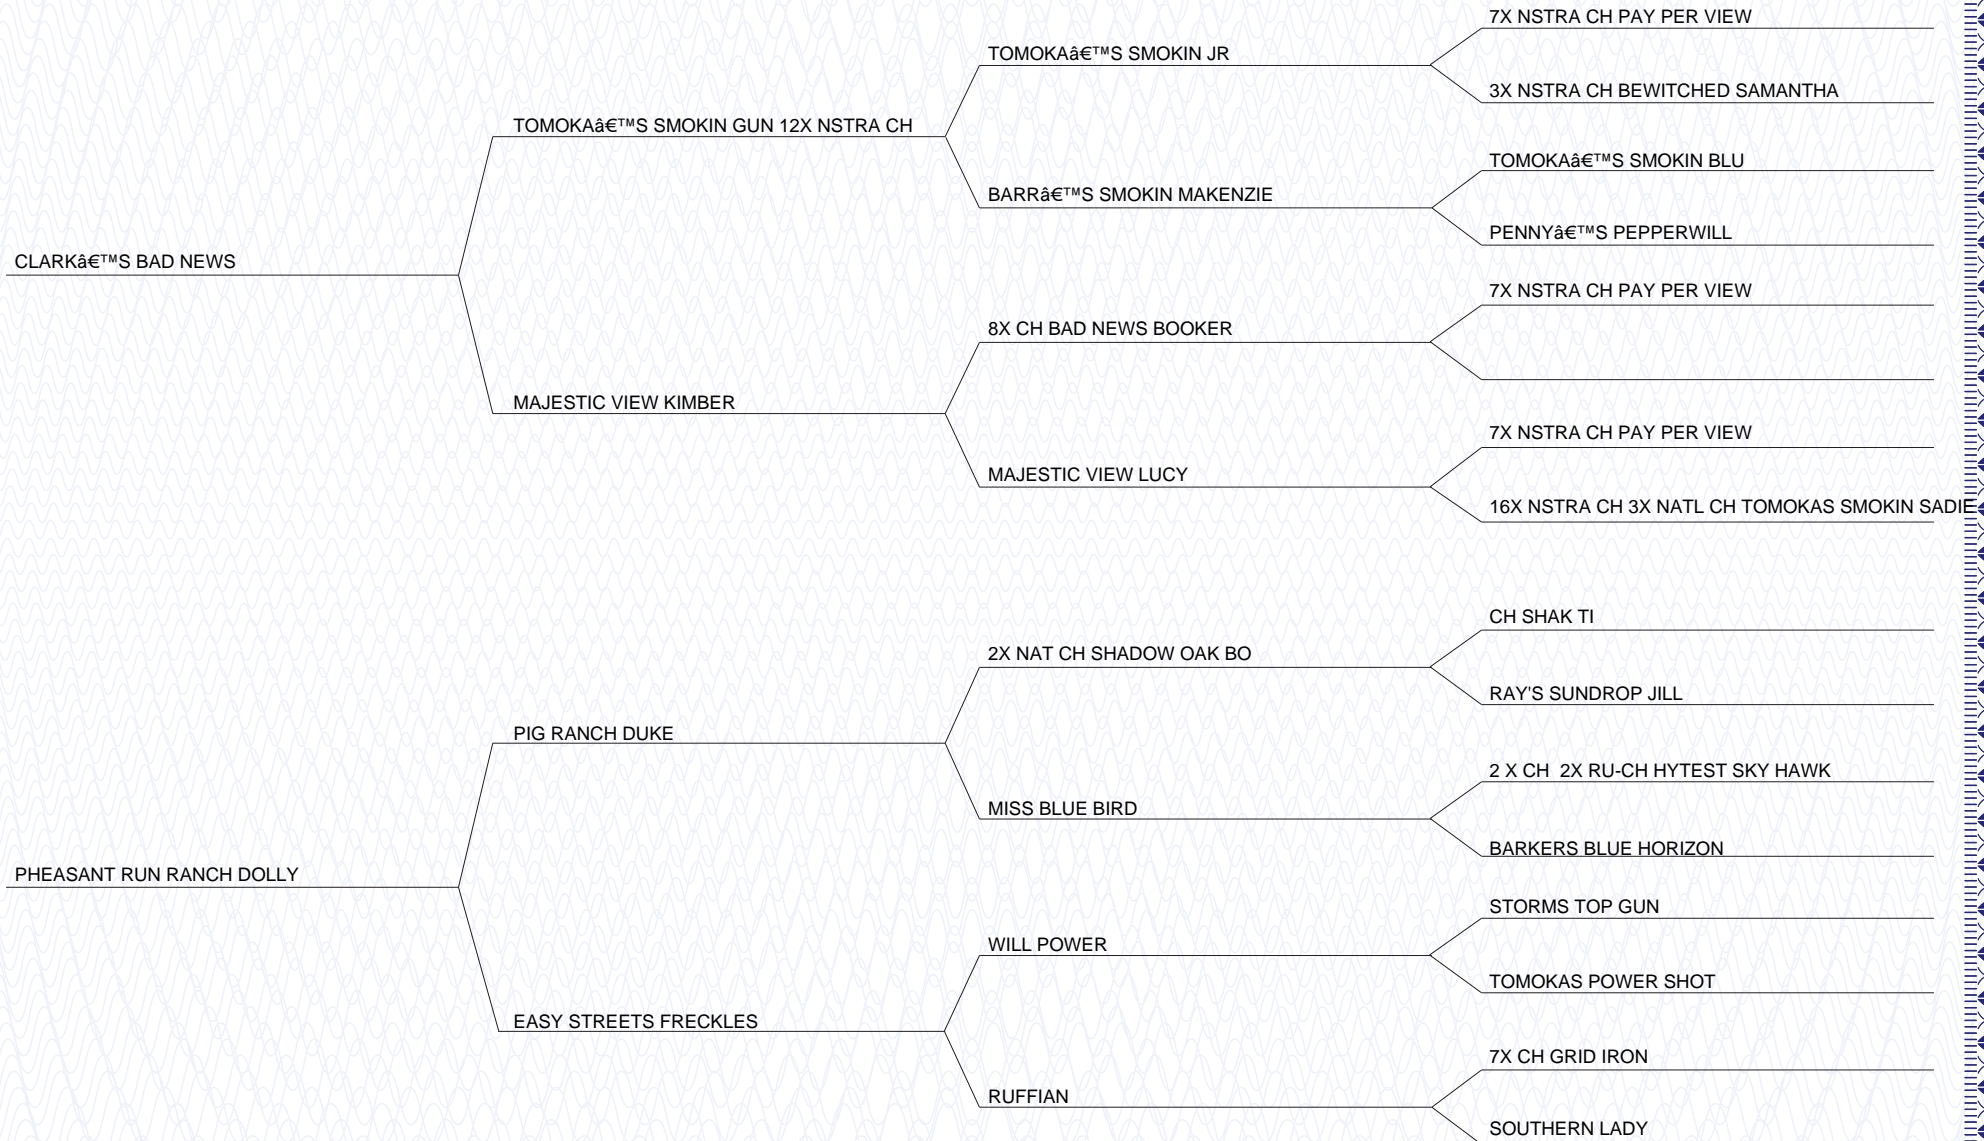 7X NSTRA CH PAY PER VIEW
TOMOKAâ€™S SMOKIN JR
3X NSTRA CH BEWITCHED SAMANTHA
TOMOKAâ€™S SMOKIN GUN 12X NSTRA CH
TOMOKAâ€™S SMOKIN BLU
BARRâ€™S SMOKIN MAKENZIE
PENNYâ€™S PEPPERWILL
CLARKâ€™S BAD NEWS
7X NSTRA CH PAY PER VIEW
8X CH BAD NEWS BOOKER
MAJESTIC VIEW KIMBER
7X NSTRA CH PAY PER VIEW
MAJESTIC VIEW LUCY
16X NSTRA CH 3X NATL CH TOMOKAS SMOKIN SADIE
CH SHAK TI
2X NAT CH SHADOW OAK BO
RAY'S SUNDROP JILL
PIG RANCH DUKE
2 X CH  2X RU-CH HYTEST SKY HAWK
MISS BLUE BIRD
BARKERS BLUE HORIZON
PHEASANT RUN RANCH DOLLY
STORMS TOP GUN
WILL POWER
TOMOKAS POWER SHOT
EASY STREETS FRECKLES
7X CH GRID IRON
RUFFIAN
SOUTHERN LADY